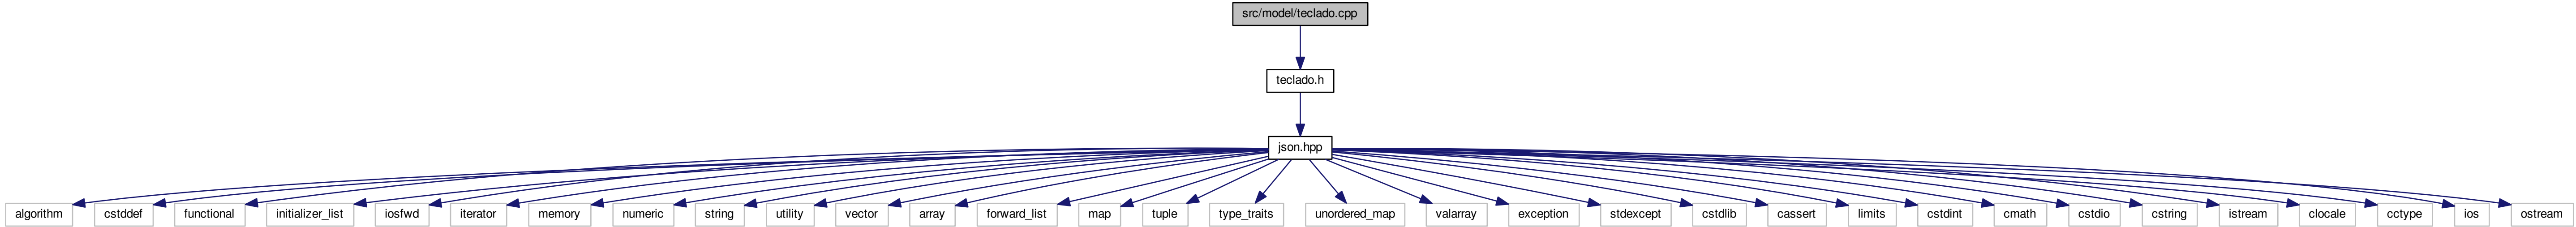 src/model/teclado.cpp
teclado.h
json.hpp
algorithm cstddef functional initializer_list iosfwd iterator memory numeric string utility vector array forward_list map tuple type_traits unordered_map valarray exception stdexcept cstdlib cassert limits cstdint cmath cstdio cstring istream clocale cctype ios ostream